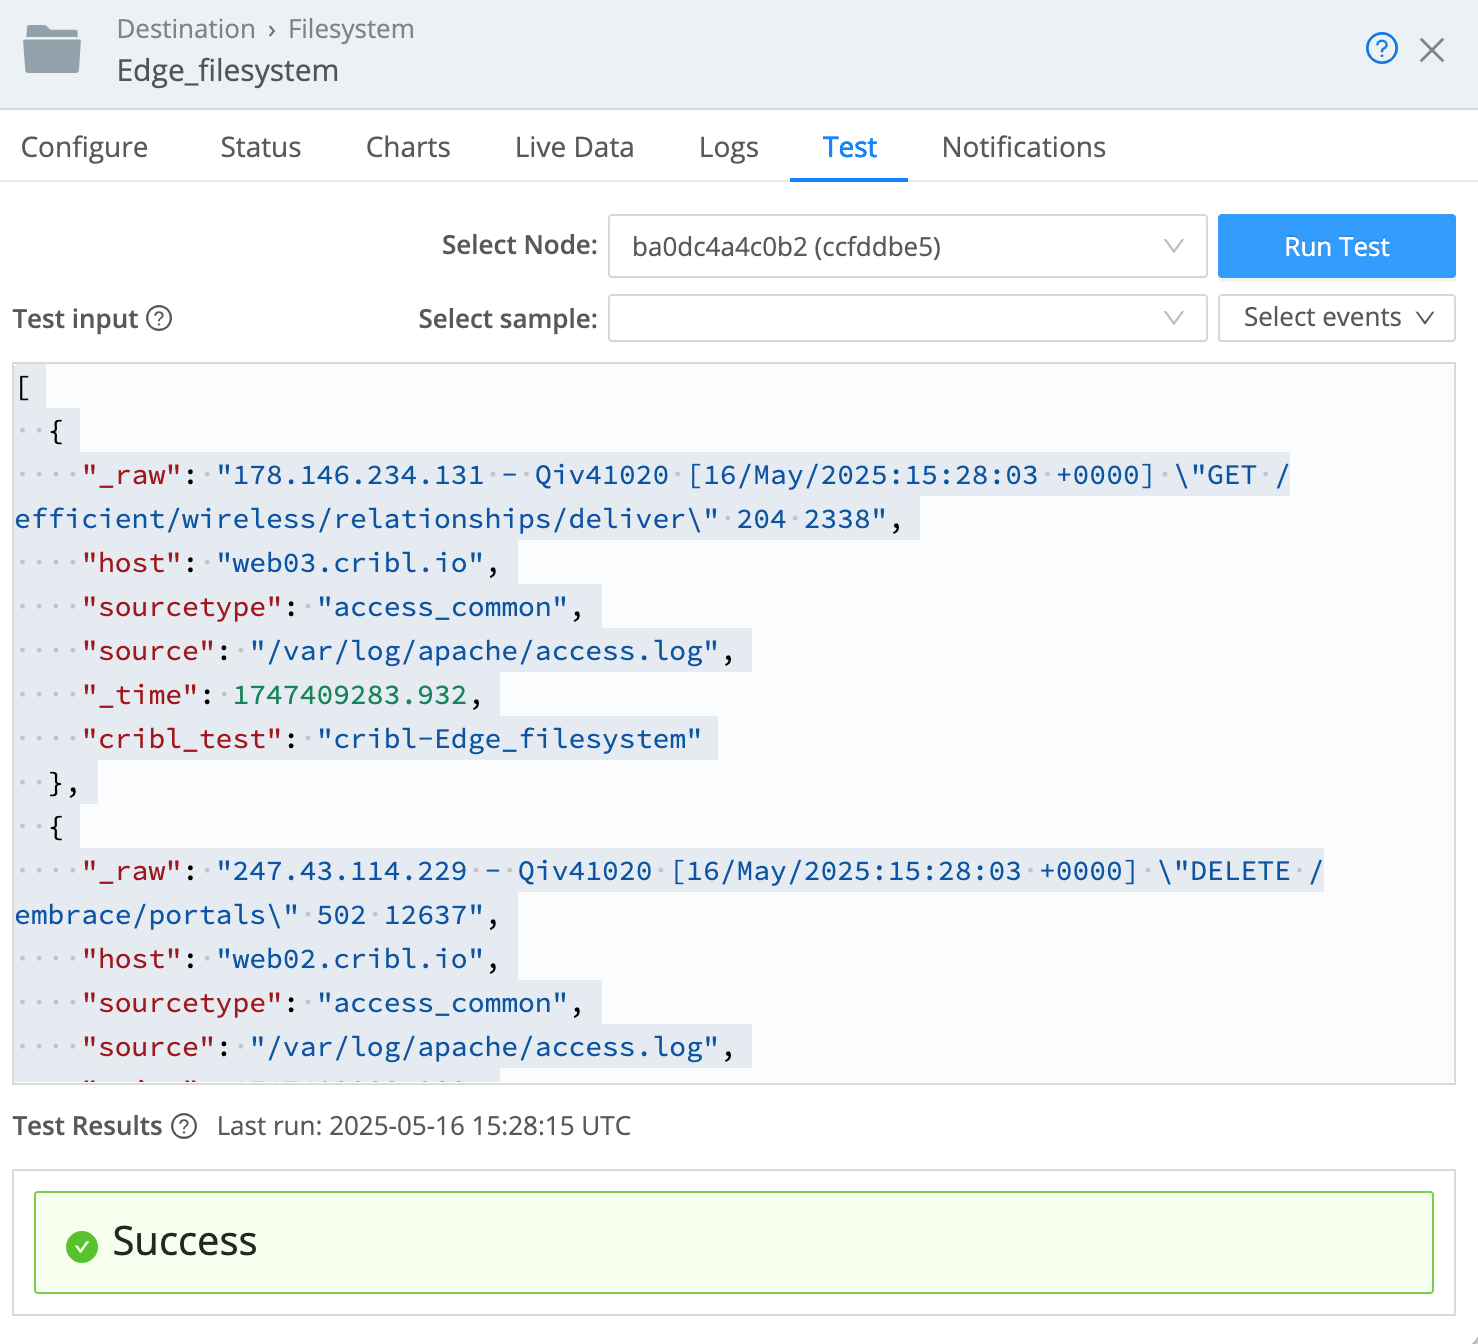 Destination › Filesystem
Edge_filesystem
Configure Status Charts Live Data Logs Test Notifications
Select Node: ba0dc4a4c0b2 (ccfddbe5) Run Test
Test input Select sample: Select events
[
  {
    "_raw": "178.146.234.131 - Qiv41020 [16/May/2025:15:28:03 +0000] \"GET /
efficient/wireless/relationships/deliver\" 204 2338",
    "host": "web03.cribl.io",
    "sourcetype": "access_common",
    "source": "/var/log/apache/access.log",
    "_time": 1747409283.932,
    "cribl_test": "cribl-Edge_filesystem"
  },
  {
    "_raw": "247.43.114.229 - Qiv41020 [16/May/2025:15:28:03 +0000] \"DELETE /
embrace/portals\" 502 12637",
    "host": "web02.cribl.io",
    "sourcetype": "access_common",
    "source": "/var/log/apache/access.log",
Test Results Last run: 2025-05-16 15:28:15 UTC
Success